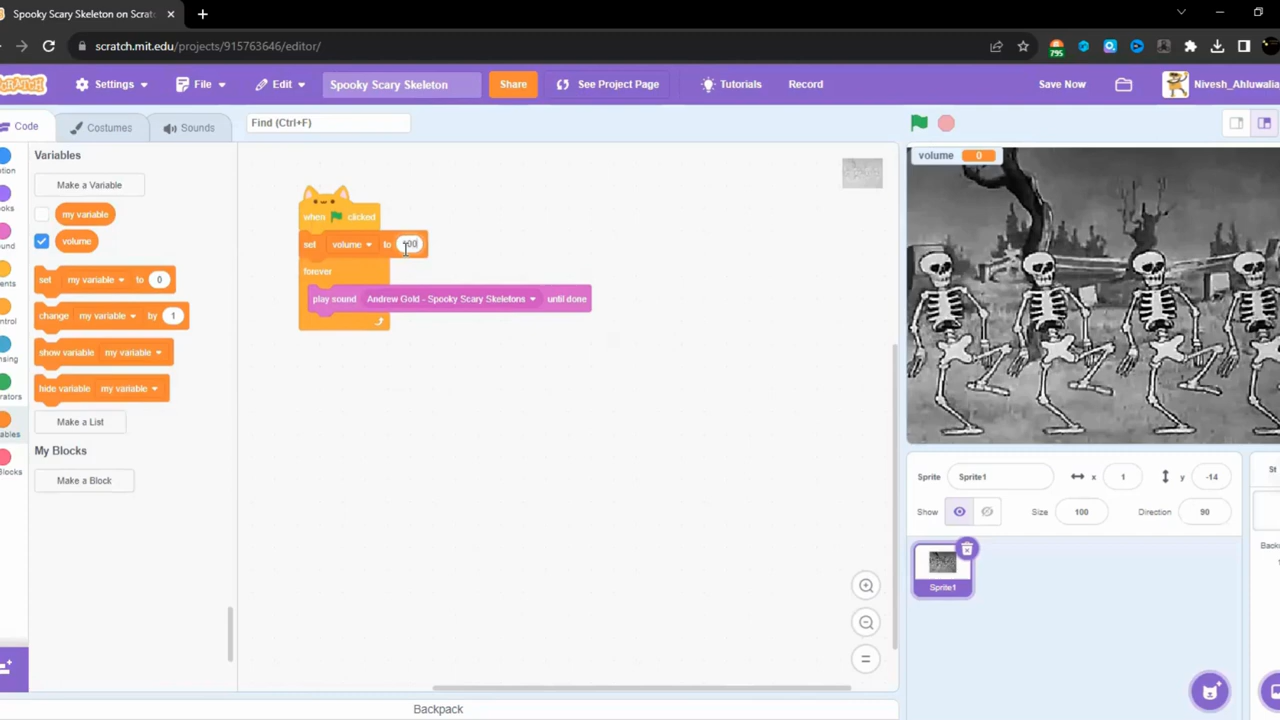 Spooky Scary Skeleton on Scratc
scratch.mit.edu/projects/915763646/editor/
795
Settings File Edit Spooky Scary Skeleton Share See Project Page Tutorials Record Save Now Nivesh_Ahluwalia
Code Costumes Sounds Find (Ctrl+F)
Variables
Make a Variable
my variable
volume
set my variable to 0
change my variable by 1
show variable my variable
hide variable my variable
Make a List
My Blocks
Make a Block
when clicked
set volume to 100
forever
play sound Andrew Gold - Spooky Scary Skeletons until done
Backpack
volume 0
Sprite Sprite1 x 1 y -14
Show Size 100 Direction 90
Sprite1